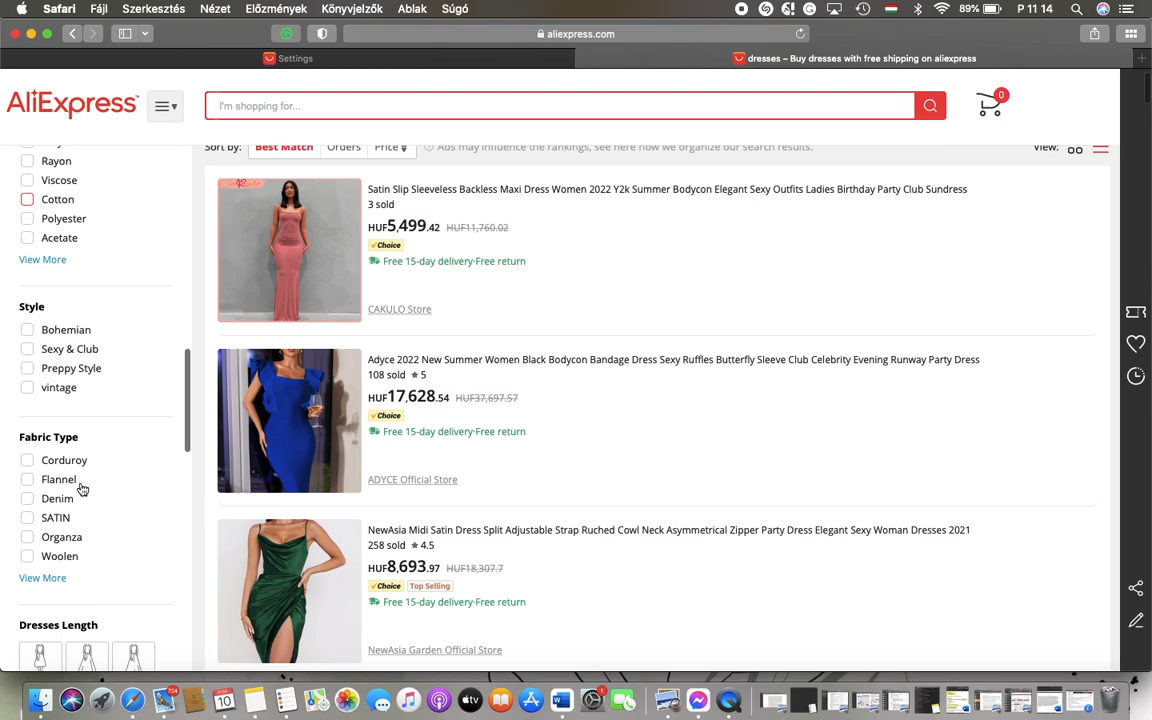 Safari Fájl Szerkesztés Nézet Előzmények Könyvjelzők Ablak Súgó 89% P 11 14
aliexpress.com
Settings dresses – Buy dresses with free shipping on aliexpress
AliExpress I'm shopping for... 0
Sort by: Best Match Orders Price Ads may influence the rankings, see here how we organize our search results. View:
Rayon
Viscose
Cotton
Polyester
Acetate
View More
Style
Bohemian
Sexy & Club
Preppy Style
vintage
Fabric Type
Corduroy
Flannel
Denim
SATIN
Organza
Woolen
View More
Dresses Length
Satin Slip Sleeveless Backless Maxi Dress Women 2022 Y2k Summer Bodycon Elegant Sexy Outfits Ladies Birthday Party Club Sundress
3 sold
HUF5,499.42 HUF11,760.02
Choice
Free 15-day delivery·Free return
CAKULO Store
Adyce 2022 New Summer Women Black Bodycon Bandage Dress Sexy Ruffles Butterfly Sleeve Club Celebrity Evening Runway Party Dress
108 sold ★5
HUF17,628.54 HUF37,697.57
Choice
Free 15-day delivery·Free return
ADYCE Official Store
NewAsia Midi Satin Dress Split Adjustable Strap Ruched Cowl Neck Asymmetrical Zipper Party Dress Elegant Sexy Woman Dresses 2021
258 sold ★4.5
HUF8,693.97 HUF18,307.7
Choice Top Selling
Free 15-day delivery·Free return
NewAsia Garden Official Store
724
10
tv
1